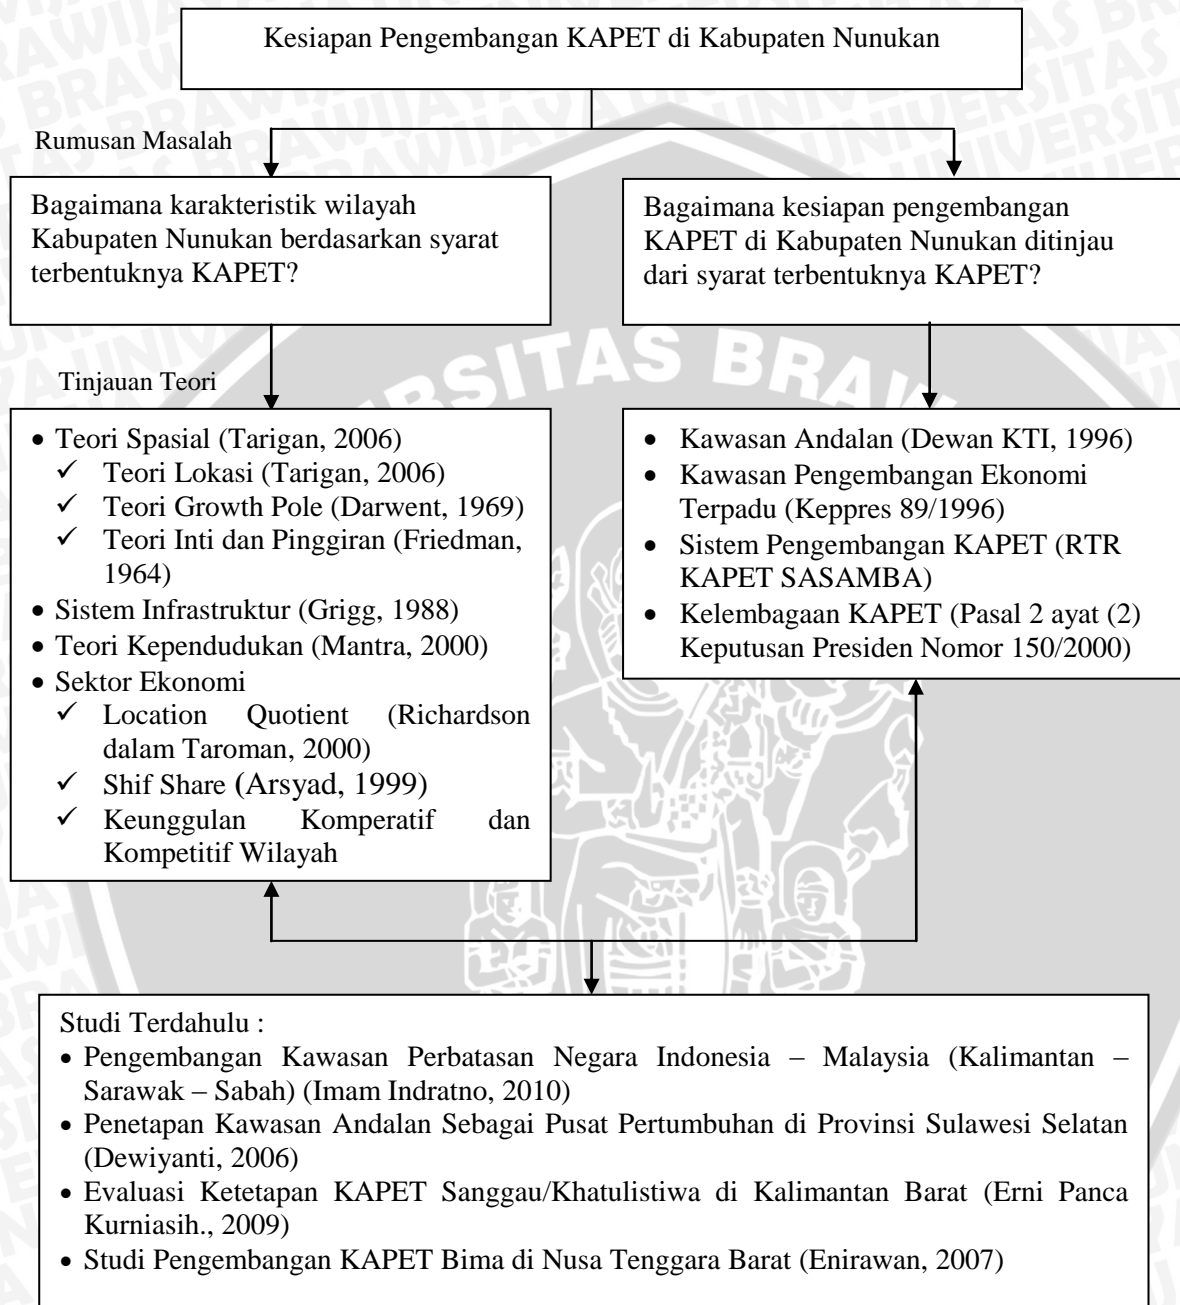 Kesiapan Pengembangan KAPET di Kabupaten Nunukan
Rumusan Masalah
Bagaimana karakteristik wilayah
Kabupaten Nunukan berdasarkan syarat
terbentuknya KAPET?
Bagaimana kesiapan pengembangan
KAPET di Kabupaten Nunukan ditinjau
dari syarat terbentuknya KAPET?
Tinjauan Teori
• Teori Spasial (Tarigan, 2006)
✓ Teori Lokasi (Tarigan, 2006)
✓ Teori Growth Pole (Darwent, 1969)
✓ Teori Inti dan Pinggiran (Friedman,
1964)
• Sistem Infrastruktur (Grigg, 1988)
• Teori Kependudukan (Mantra, 2000)
• Sektor Ekonomi
✓ Location Quotient (Richardson
dalam Taroman, 2000)
✓ Shif Share (Arsyad, 1999)
✓ Keunggulan Komperatif dan
Kompetitif Wilayah
• Kawasan Andalan (Dewan KTI, 1996)
• Kawasan Pengembangan Ekonomi
Terpadu (Keppres 89/1996)
• Sistem Pengembangan KAPET (RTR
KAPET SASAMBA)
• Kelembagaan KAPET (Pasal 2 ayat (2)
Keputusan Presiden Nomor 150/2000)
Studi Terdahulu :
• Pengembangan Kawasan Perbatasan Negara Indonesia – Malaysia (Kalimantan –
Sarawak – Sabah) (Imam Indratno, 2010)
• Penetapan Kawasan Andalan Sebagai Pusat Pertumbuhan di Provinsi Sulawesi Selatan
(Dewiyanti, 2006)
• Evaluasi Ketetapan KAPET Sanggau/Khatulistiwa di Kalimantan Barat (Erni Panca
Kurniasih., 2009)
• Studi Pengembangan KAPET Bima di Nusa Tenggara Barat (Enirawan, 2007)